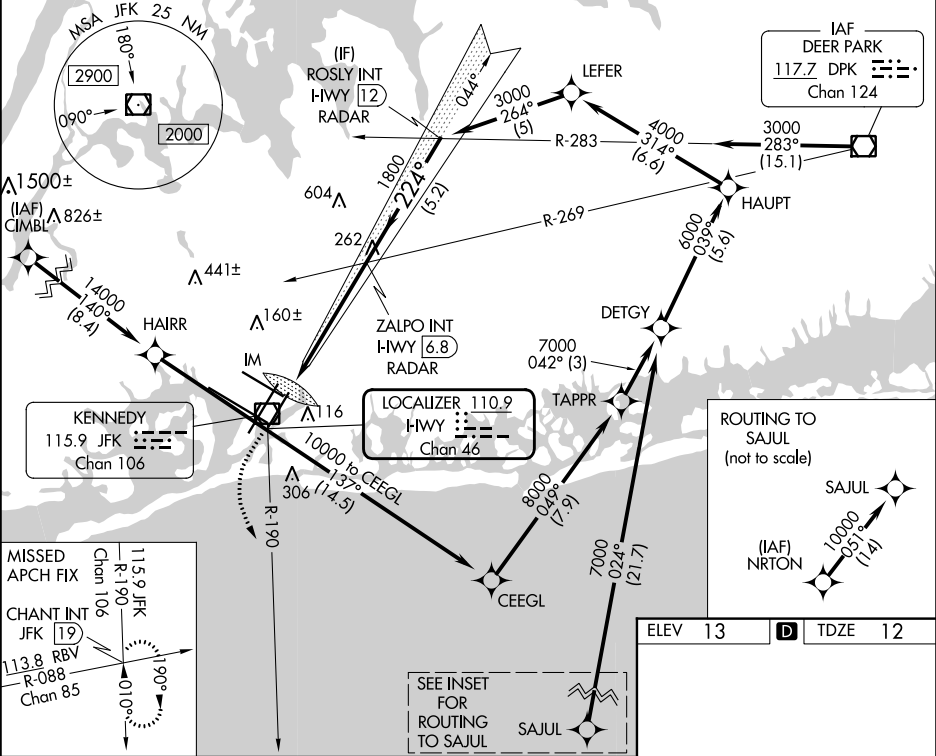 MSA JFK 25 NM
180°
2900
090°
2000
(IF)
ROSLY INT
I-WY 12
RADAR
044°
3000
264°
(5)
LEFER
IAF
DEER PARK
117.7 DPK
Chan 124
3000
283°
(15.1)
R-283
4000
314°
(6.6)
HAUPT
R-269
1500±
(IAF)
CIMBL
826±
604
1800
224°
(5.2)
262
441±
14000
140°
(8.4)
HAIRR
160±
IM
ZALPO INT
I-IWY 6.8
RADAR
6000
039°
(5.6)
DETGY
7000
042° (3)
TAPPR
KENNEDY
115.9 JFK
Chan 106
116
LOCALIZER 110.9
I-IWY
Chan 46
306
10000 to CEEGL
137°
(14.5)
R-190
8000
049°
(7.9)
7000
024°
(21.7)
CEEGL
ROUTING TO
SAJUL
(not to scale)
SAJUL
10000
051°
(14)
(IAF)
NRTON
MISSED
APCH FIX
115.9 JFK
R-190
Chan 106
CHANT INT
JFK 19
113.8 RBV
R-088
Chan 85
190°
010°
SEE INSET
FOR
ROUTING
TO SAJUL
SAJUL
ELEV 13 D TDZE 12